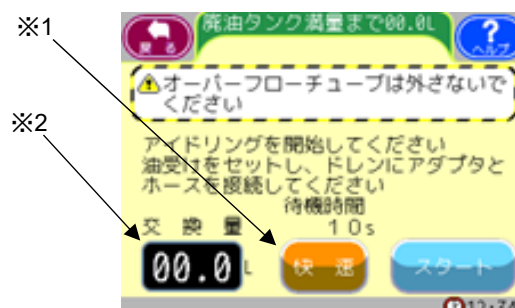 ※1
※2
戻る
廃油タンク満量まで00.0L
?
ヘルプ
オーバーフローチューブは外さないで
ください
アイドリングを開始してください
油受けをセットし、ドレンにアダプタと
ホースを接続してください
待機時間
交換量 10s
00.0L 快速 スタート